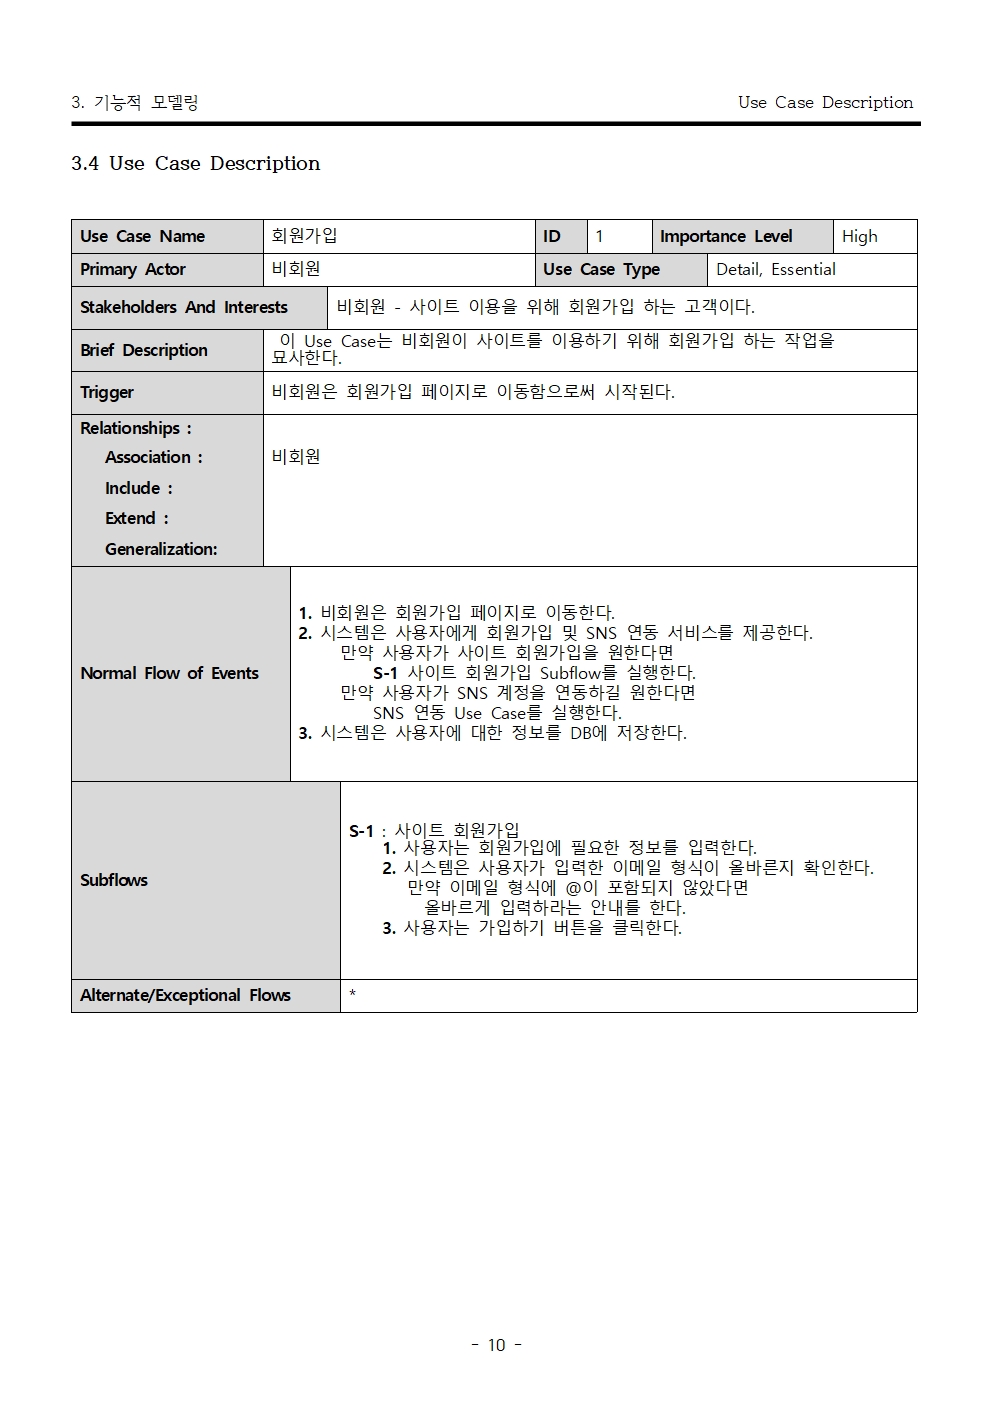 3. 기능적 모델링 Use Case Description
3.4 Use Case Description
Use Case Name 회원가입 ID 1 Importance Level High
Primary Actor 비회원 Use Case Type Detail, Essential
Stakeholders And Interests 비회원 - 사이트 이용을 위해 회원가입 하는 고객이다.
Brief Description 이 Use Case는 비회원이 사이트를 이용하기 위해 회원가입 하는 작업을
묘사한다.
Trigger 비회원은 회원가입 페이지로 이동함으로써 시작된다.
Relationships :
Association : 비회원
Include :
Extend :
Generalization:
Normal Flow of Events
1. 비회원은 회원가입 페이지로 이동한다.
2. 시스템은 사용자에게 회원가입 및 SNS 연동 서비스를 제공한다.
만약 사용자가 사이트 회원가입을 원한다면
S-1 사이트 회원가입 Subflow를 실행한다.
만약 사용자가 SNS 계정을 연동하길 원한다면
SNS 연동 Use Case를 실행한다.
3. 시스템은 사용자에 대한 정보를 DB에 저장한다.
Subflows
S-1 : 사이트 회원가입
1. 사용자는 회원가입에 필요한 정보를 입력한다.
2. 시스템은 사용자가 입력한 이메일 형식이 올바른지 확인한다.
만약 이메일 형식에 @이 포함되지 않았다면
올바르게 입력하라는 안내를 한다.
3. 사용자는 가입하기 버튼을 클릭한다.
Alternate/Exceptional Flows *
- 10 -